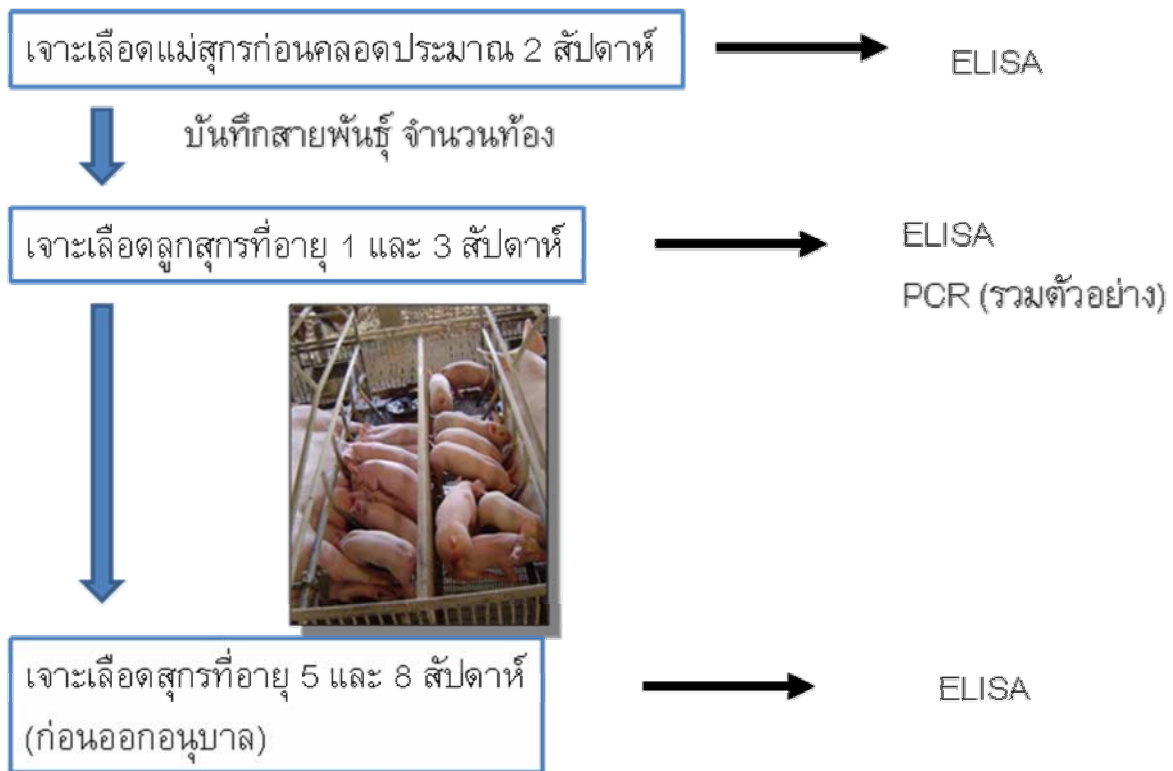 เจาะเลือดแม่สุกรก่อนคลอดประมาณ 2 สัปดาห์
ELISA
บันทึกสายพันธุ์ จำนวนท้อง
เจาะเลือดลูกสุกรที่อายุ 1 และ 3 สัปดาห์
ELISA
PCR (รวมตัวอย่าง)
เจาะเลือดสุกรที่อายุ 5 และ 8 สัปดาห์
(ก่อนออกอนุบาล)
ELISA